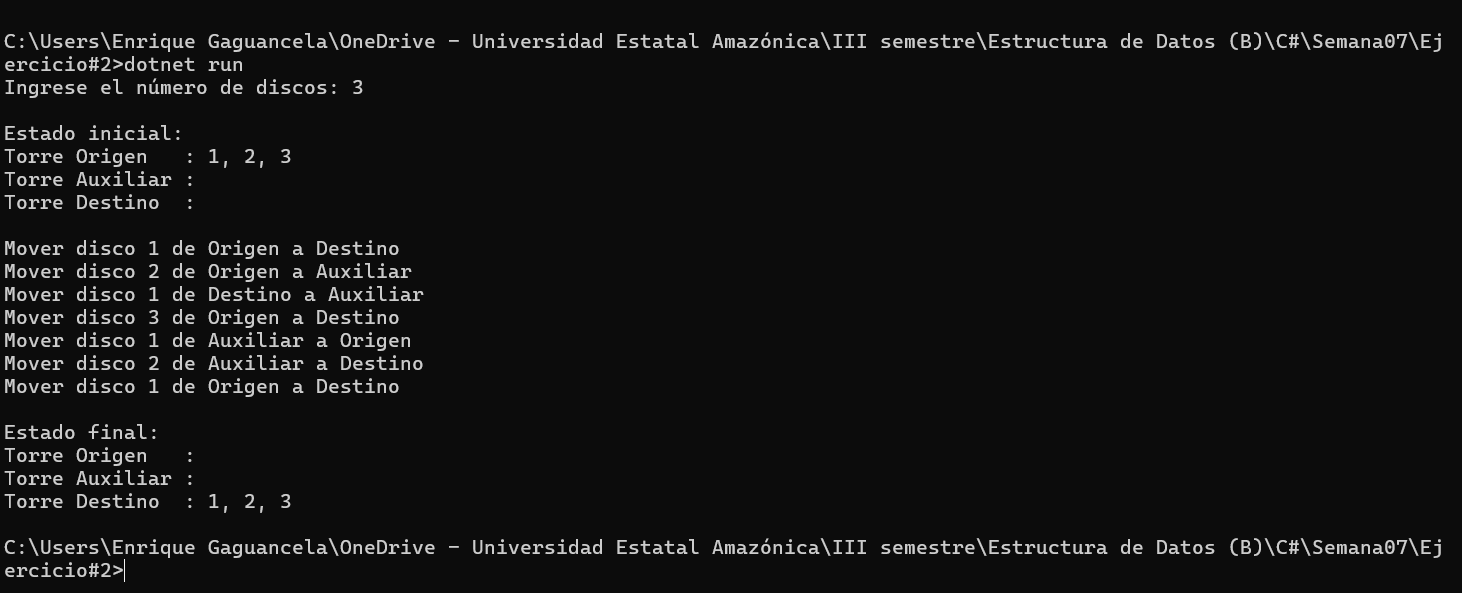 C:\Users\Enrique Gaguancela\OneDrive - Universidad Estatal Amazónica\III semestre\Estructura de Datos (B)\C#\Semana07\Ej
ercicio#2>dotnet run
Ingrese el número de discos: 3
Estado inicial:
Torre Origen   : 1, 2, 3
Torre Auxiliar :
Torre Destino  :
Mover disco 1 de Origen a Destino
Mover disco 2 de Origen a Auxiliar
Mover disco 1 de Destino a Auxiliar
Mover disco 3 de Origen a Destino
Mover disco 1 de Auxiliar a Origen
Mover disco 2 de Auxiliar a Destino
Mover disco 1 de Origen a Destino
Estado final:
Torre Origen   :
Torre Auxiliar :
Torre Destino  : 1, 2, 3
C:\Users\Enrique Gaguancela\OneDrive - Universidad Estatal Amazónica\III semestre\Estructura de Datos (B)\C#\Semana07\Ej
ercicio#2>